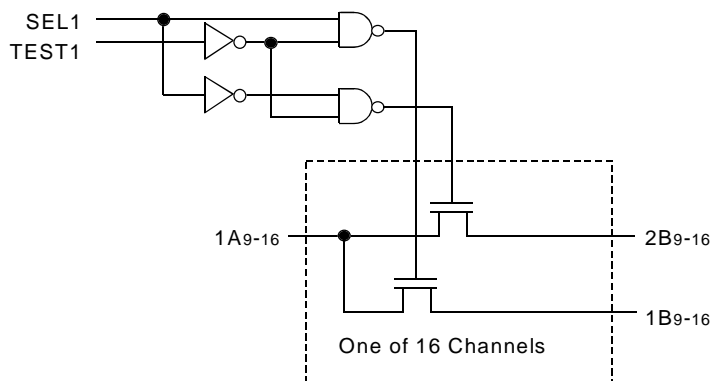 SEL1
TEST1
1A9-16
2B9-16
1B9-16
One of 16 Channels